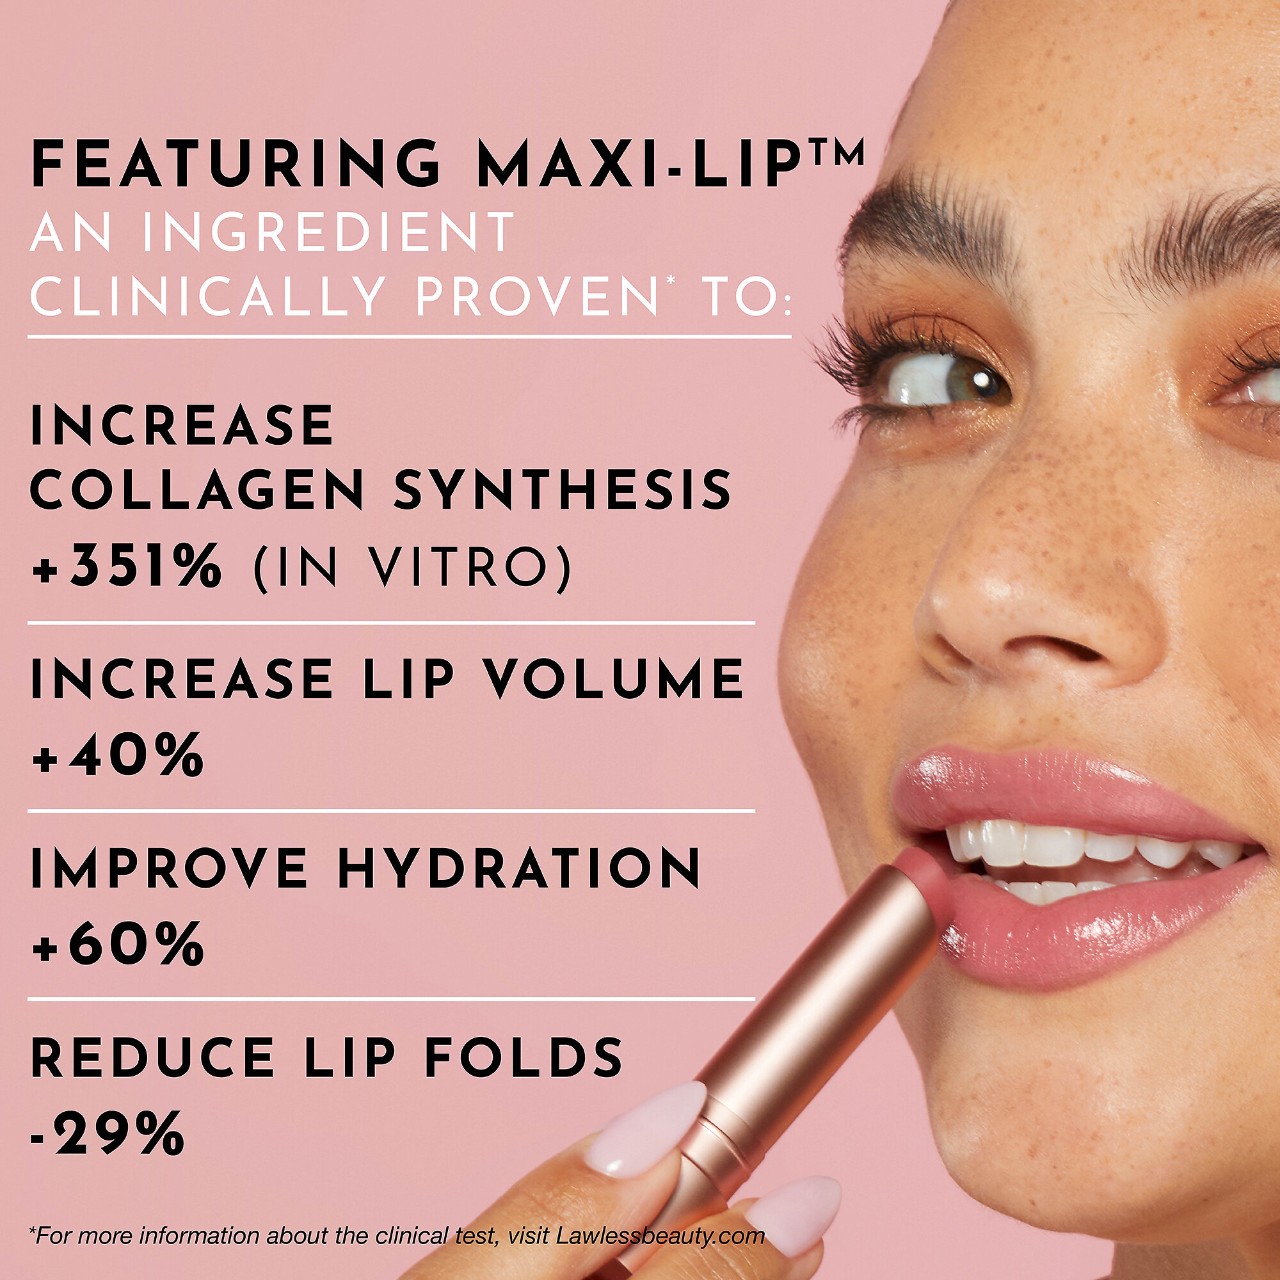 FEATURING MAXI-LIP™
AN INGREDIENT
CLINICALLY PROVEN* TO:
INCREASE
COLLAGEN SYNTHESIS
+351% (IN VITRO)
INCREASE LIP VOLUME
+40%
IMPROVE HYDRATION
+60%
REDUCE LIP FOLDS
-29%
*For more information about the clinical test, visit Lawlessbeauty.com